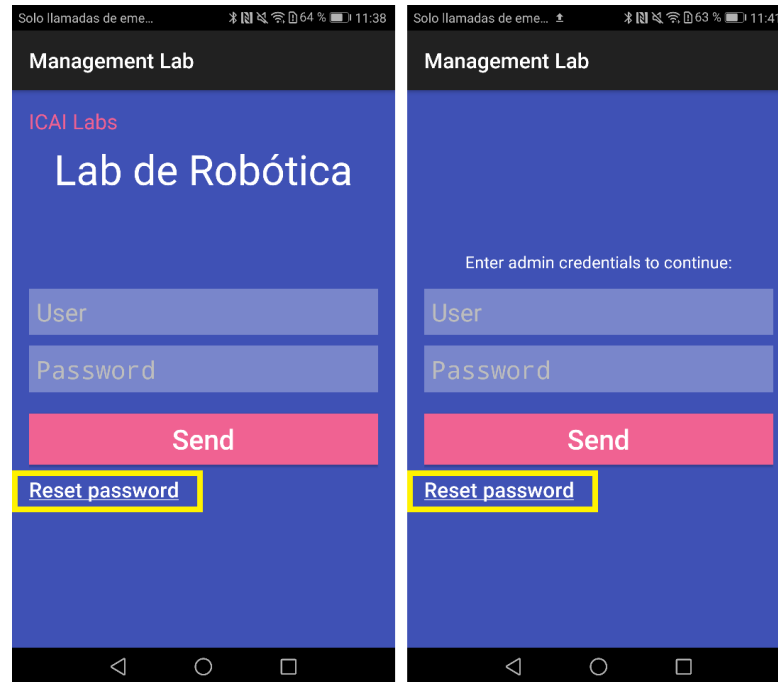 Solo llamadas de eme... 64 % 11:38
Management Lab
ICAI Labs
Lab de Robótica
User
Password
Send
Reset password
Solo llamadas de eme... 63 % 11:41
Management Lab
Enter admin credentials to continue:
User
Password
Send
Reset password